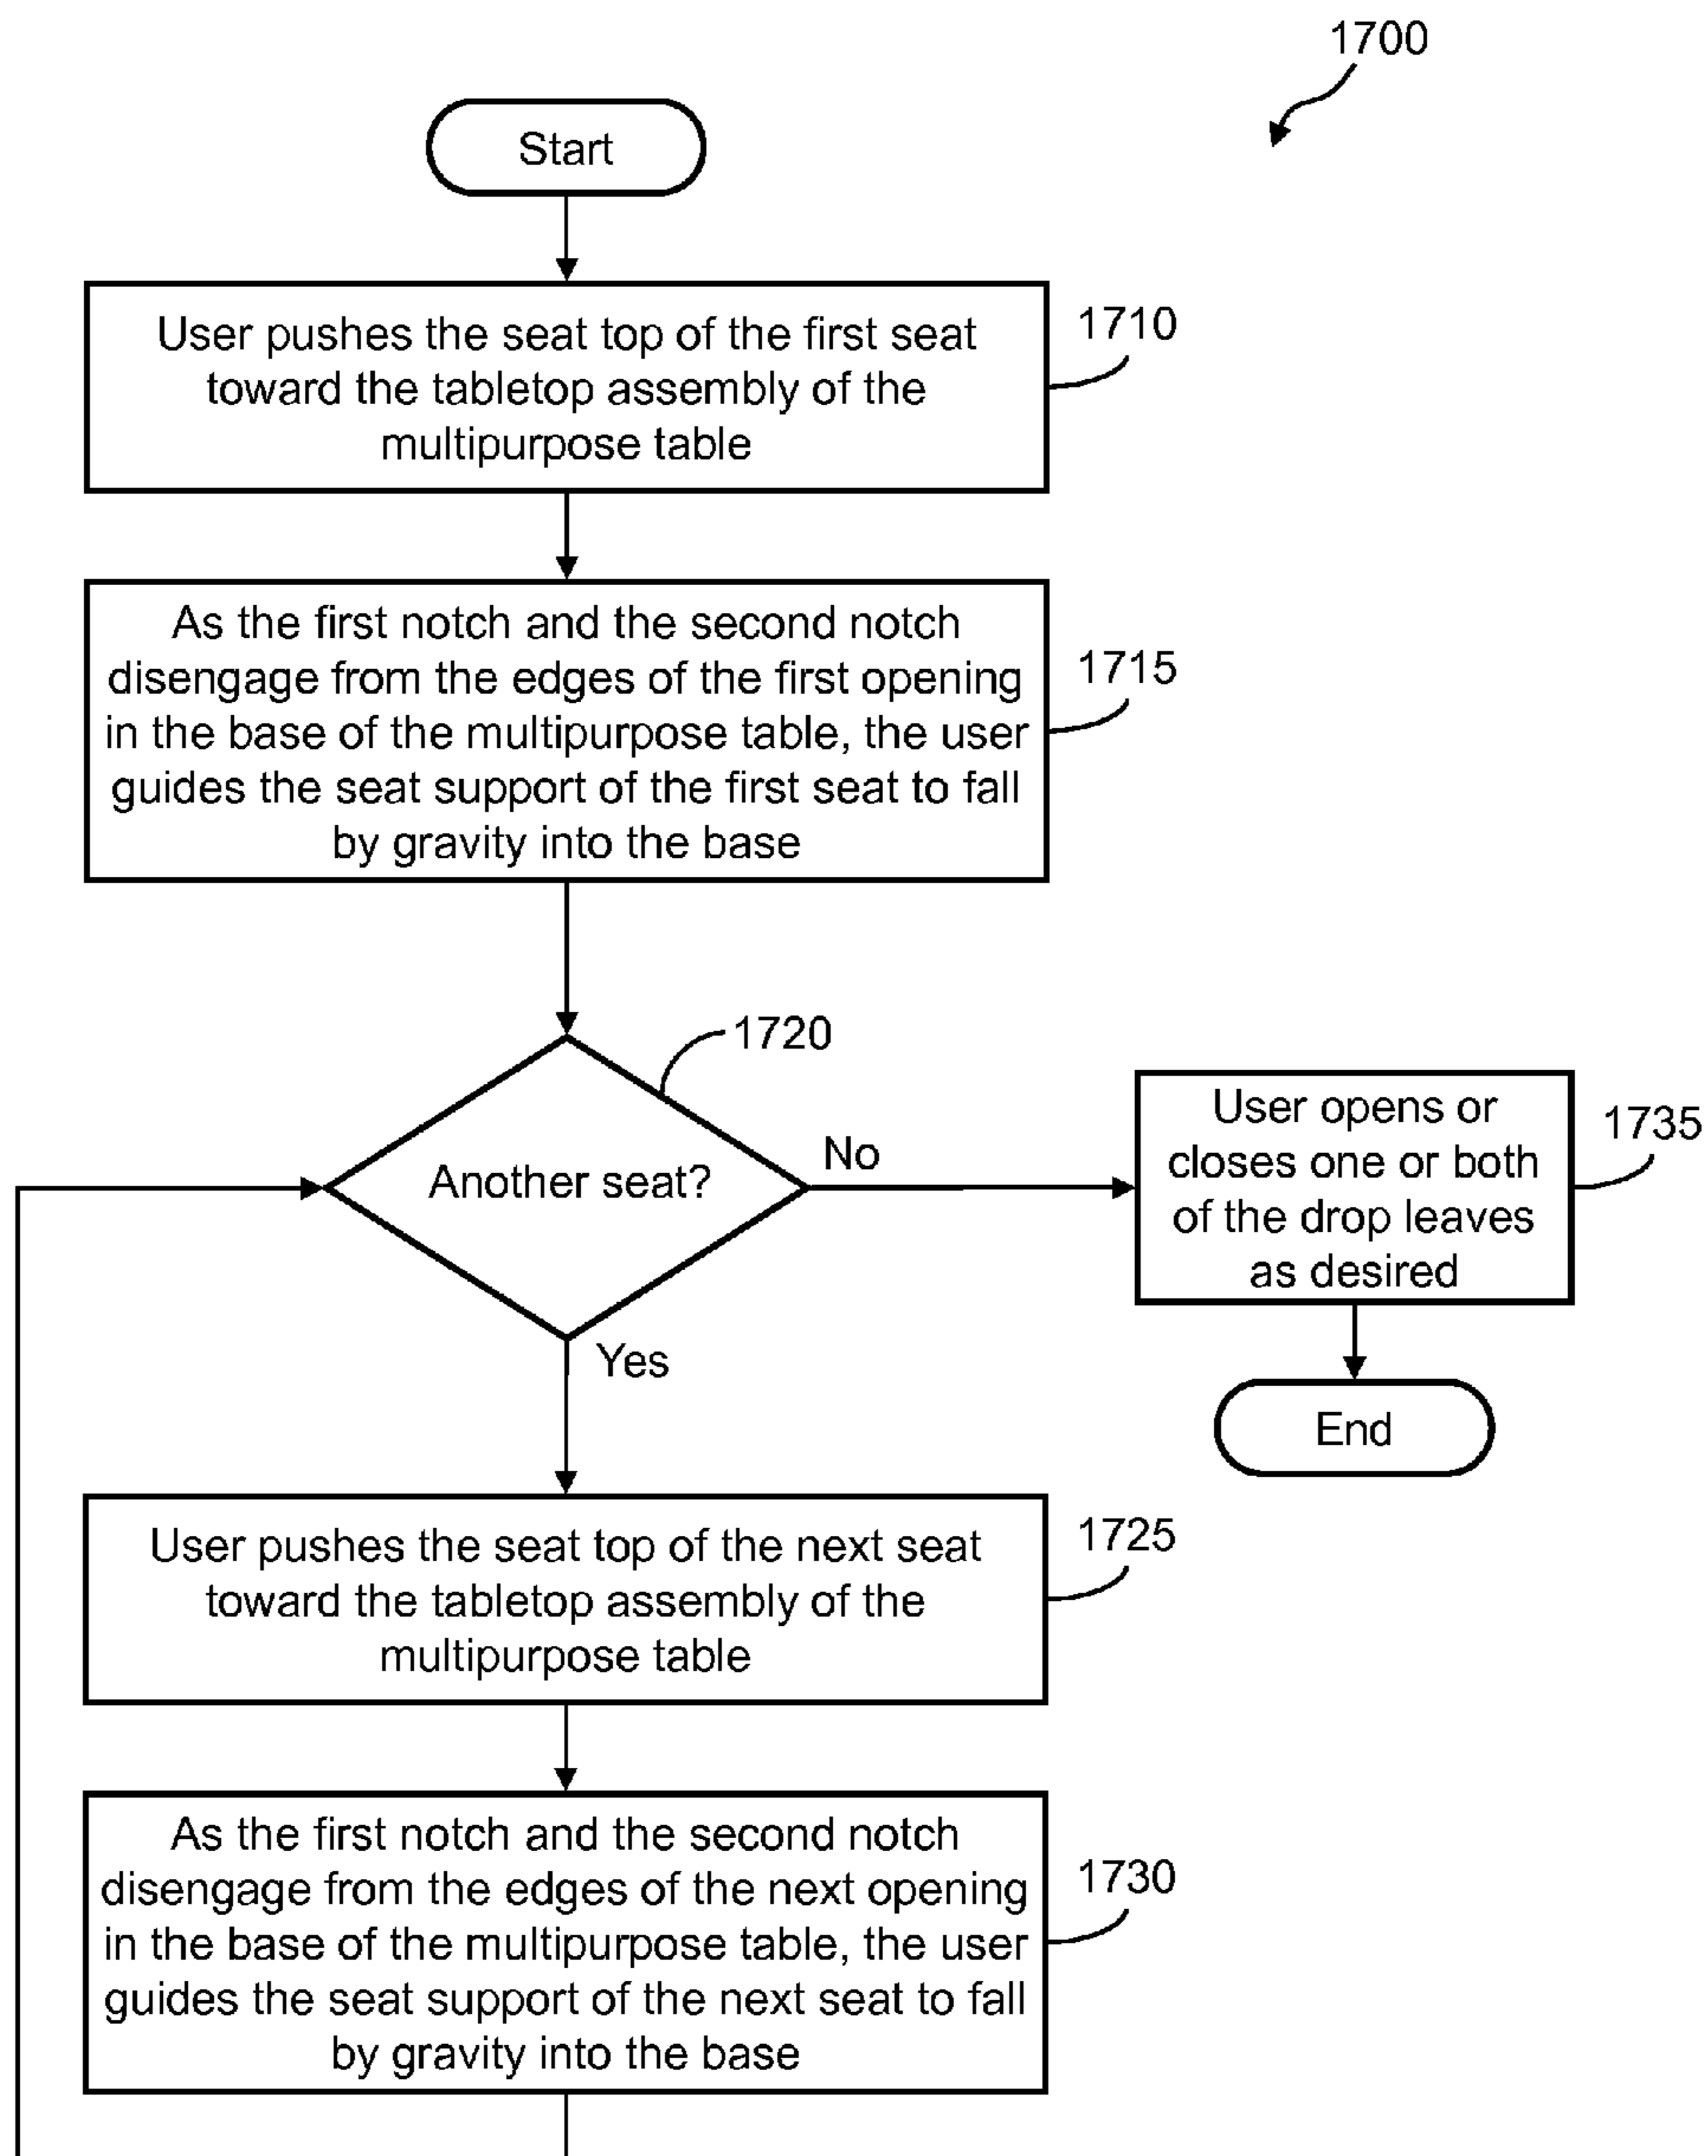 1700
Start
User pushes the seat top of the first seat
toward the tabletop assembly of the
multipurpose table
1710
As the first notch and the second notch
disengage from the edges of the first opening
in the base of the multipurpose table, the user
guides the seat support of the first seat to fall
by gravity into the base
1715
1720
Another seat?
No
User opens or
closes one or both
of the drop leaves
as desired
1735
End
Yes
User pushes the seat top of the next seat
toward the tabletop assembly of the
multipurpose table
1725
As the first notch and the second notch
disengage from the edges of the next opening
in the base of the multipurpose table, the user
guides the seat support of the next seat to fall
by gravity into the base
1730